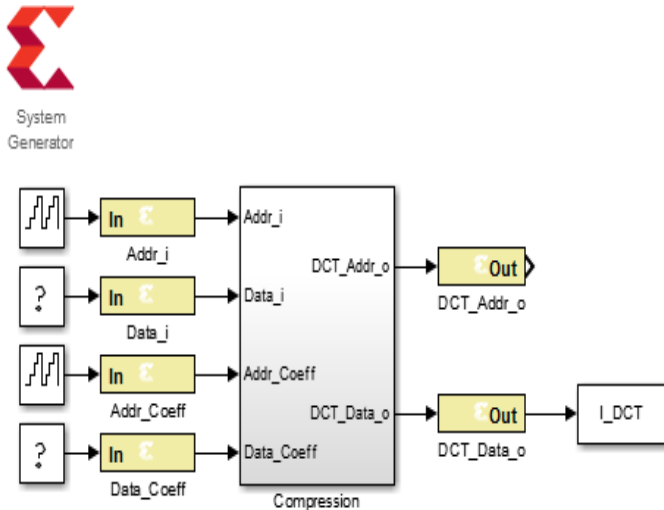 System
Generator
In
Addr_i
Addr_i
DCT_Addr_o
Out
DCT_Addr_o
?
In
Data_i
Data_i
In
Addr_Coeff
Addr_Coeff
DCT_Data_o
Out
DCT_Data_o
I_DCT
?
In
Data_Coeff
Data_Coeff
Compression